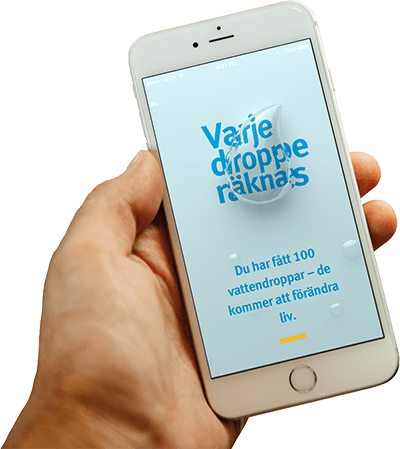 Varje
droppe
räknas
Du har fått 100
vattendroppar – de
kommer att förändra
liv.